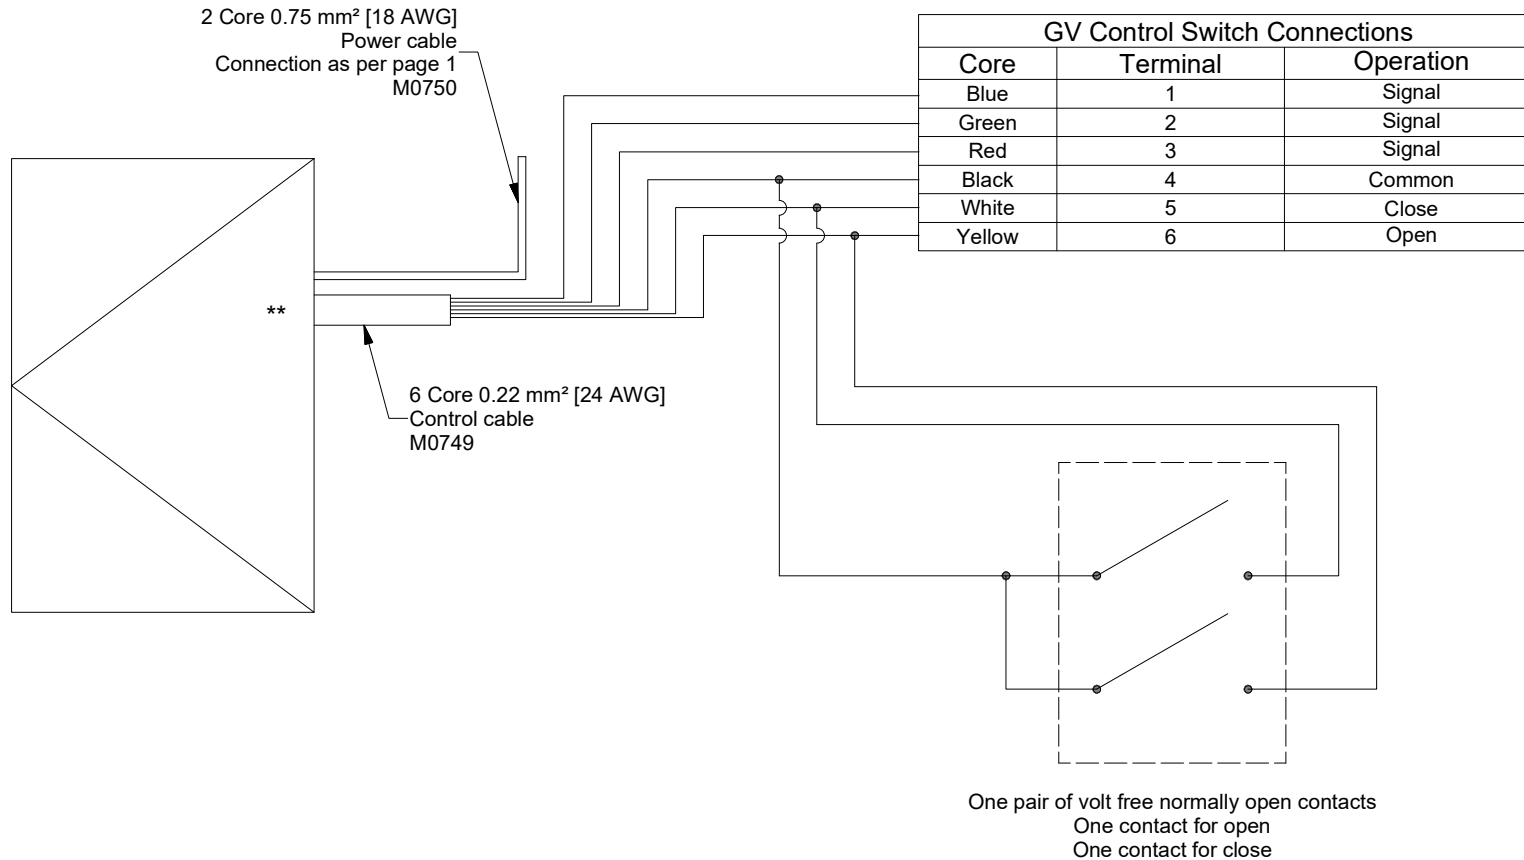 2 Core 0.75 mm² [18 AWG]
Power cable
Connection as per page 1
M0750
GV Control Switch Connections
Core Terminal Operation
Blue 1 Signal
Green 2 Signal
Red 3 Signal
Black 4 Common
White 5 Close
Yellow 6 Open
**
6 Core 0.22 mm² [24 AWG]
Control cable
M0749
One pair of volt free normally open contacts
One contact for open
One contact for close